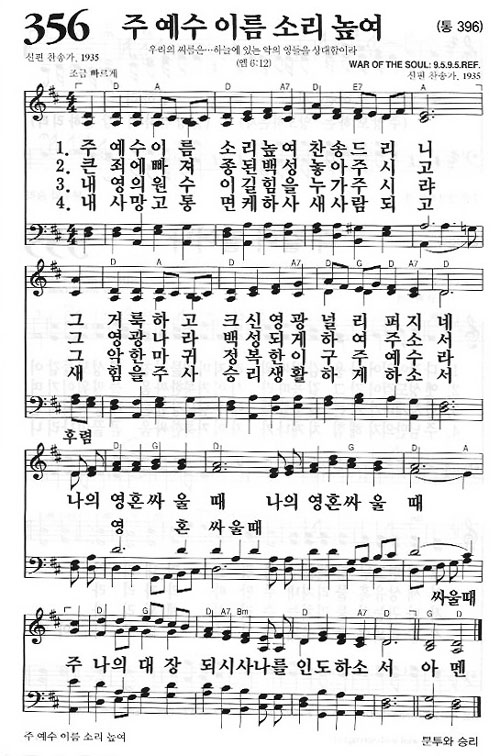 356 주 예수 이름 소리 높여 (통 396)
신편 찬송가, 1935
우리의 씨름은…하늘에 있는 악의 영들을 상대함이라
(엡 6:12)
WAR OF THE SOUL: 9.5.9.5.REF.
신편 찬송가, 1935
조금 빠르게
D D A7 D E7 A
1. 주 예수이름 소리높여찬송드리 니
2. 큰죄에빠져 종된백성놓아주시 고
3. 내영의원수 이길힘을누가주시 랴
4. 내사망고통 면케하사새사람되 고
그 거룩하고 크신영광널리 퍼지네
그 영광나라 백성되게하여 주소서
그 악한마귀 정복한이구주 예수라
새 힘을주사 승리생활하게 하소서
후렴
나의 영혼싸 울 때 나의영혼싸 울 때
영 혼 싸울때
싸울때
주 나의 대 장 되시사나를 인도하소 서 아 멘
주 예수 이름 소리 높여
분투와 승리